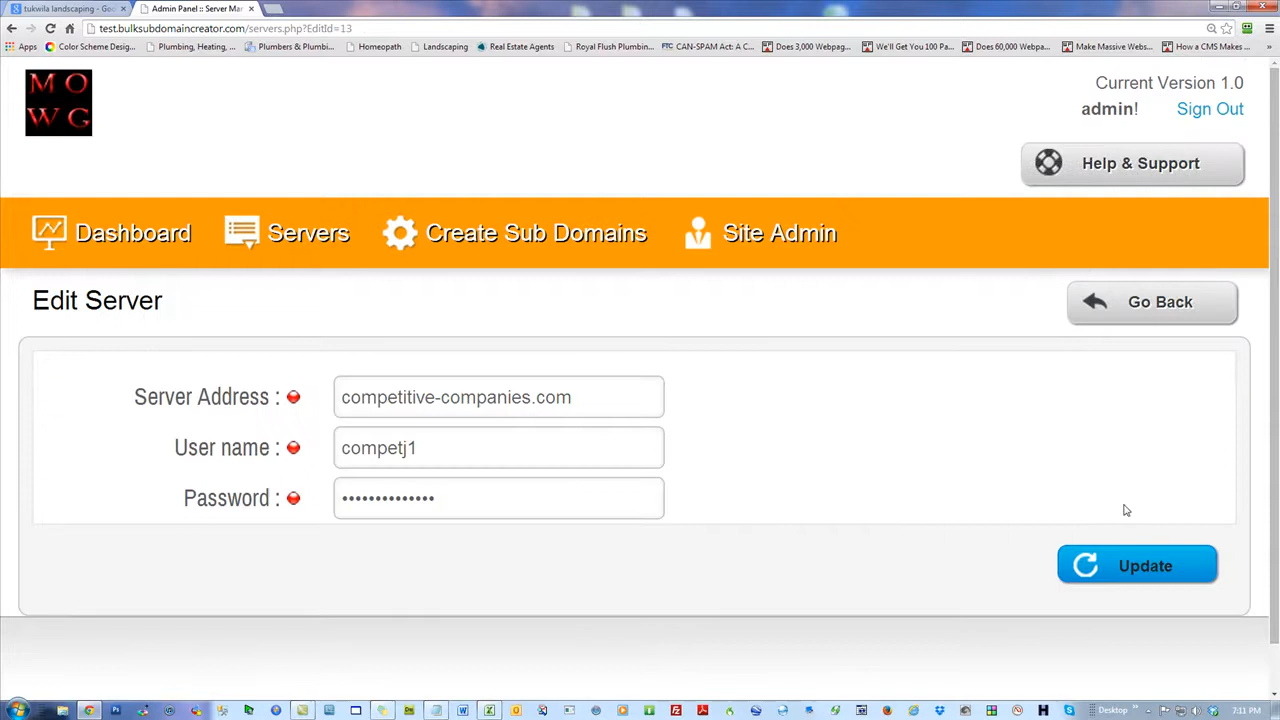 tukwila landscaping - Goo
Admin Panel :: Server Mar
test.bulksubdomaincreator.com/servers.php?EditId=13
Apps
Color Scheme Desig...
Plumbing, Heating, ...
Plumbers & Plumbi...
Homeopath
Landscaping
Real Estate Agents
Royal Flush Plumbin...
FTC CAN-SPAM Act: A C...
Does 3,000 Webpag...
We'll Get You 100 Pa...
Does 60,000 Webpa...
Make Massive Webs...
How a CMS Makes ...
M O
W G
Current Version 1.0
admin! Sign Out
Help & Support
Dashboard
Servers
Create Sub Domains
Site Admin
Edit Server
Go Back
Server Address :
competitive-companies.com
User name :
competj1
Password :
••••••••••••••
Update
Desktop
7:11 PM